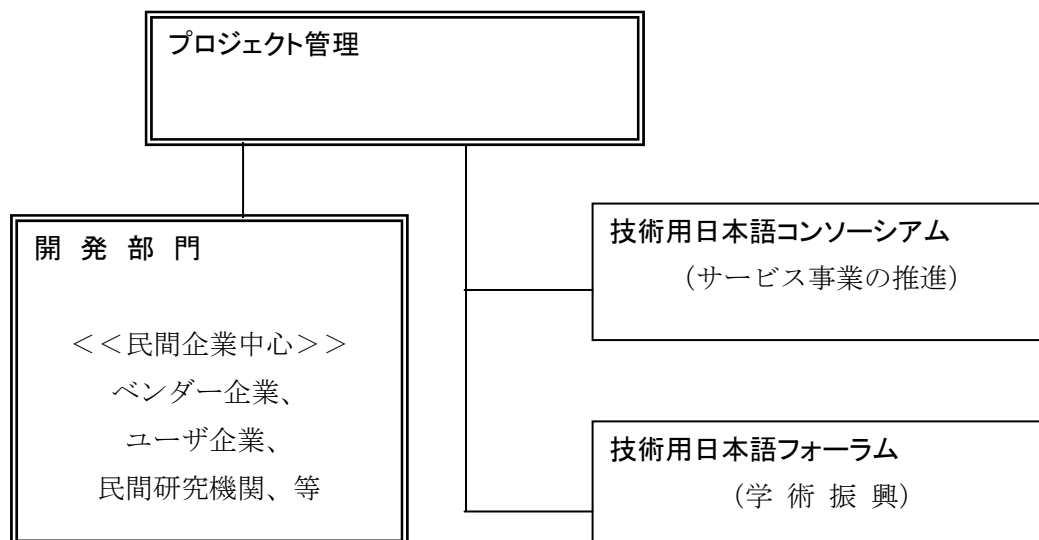 プロジェクト管理
開 発 部 門
<<民間企業中心>>
ベンダー企業、
ユーザ企業、
民間研究機関、等
技術用日本語コンソーシアム
(サービス事業の推進)
技術用日本語フォーラム
(学 術 振 興)